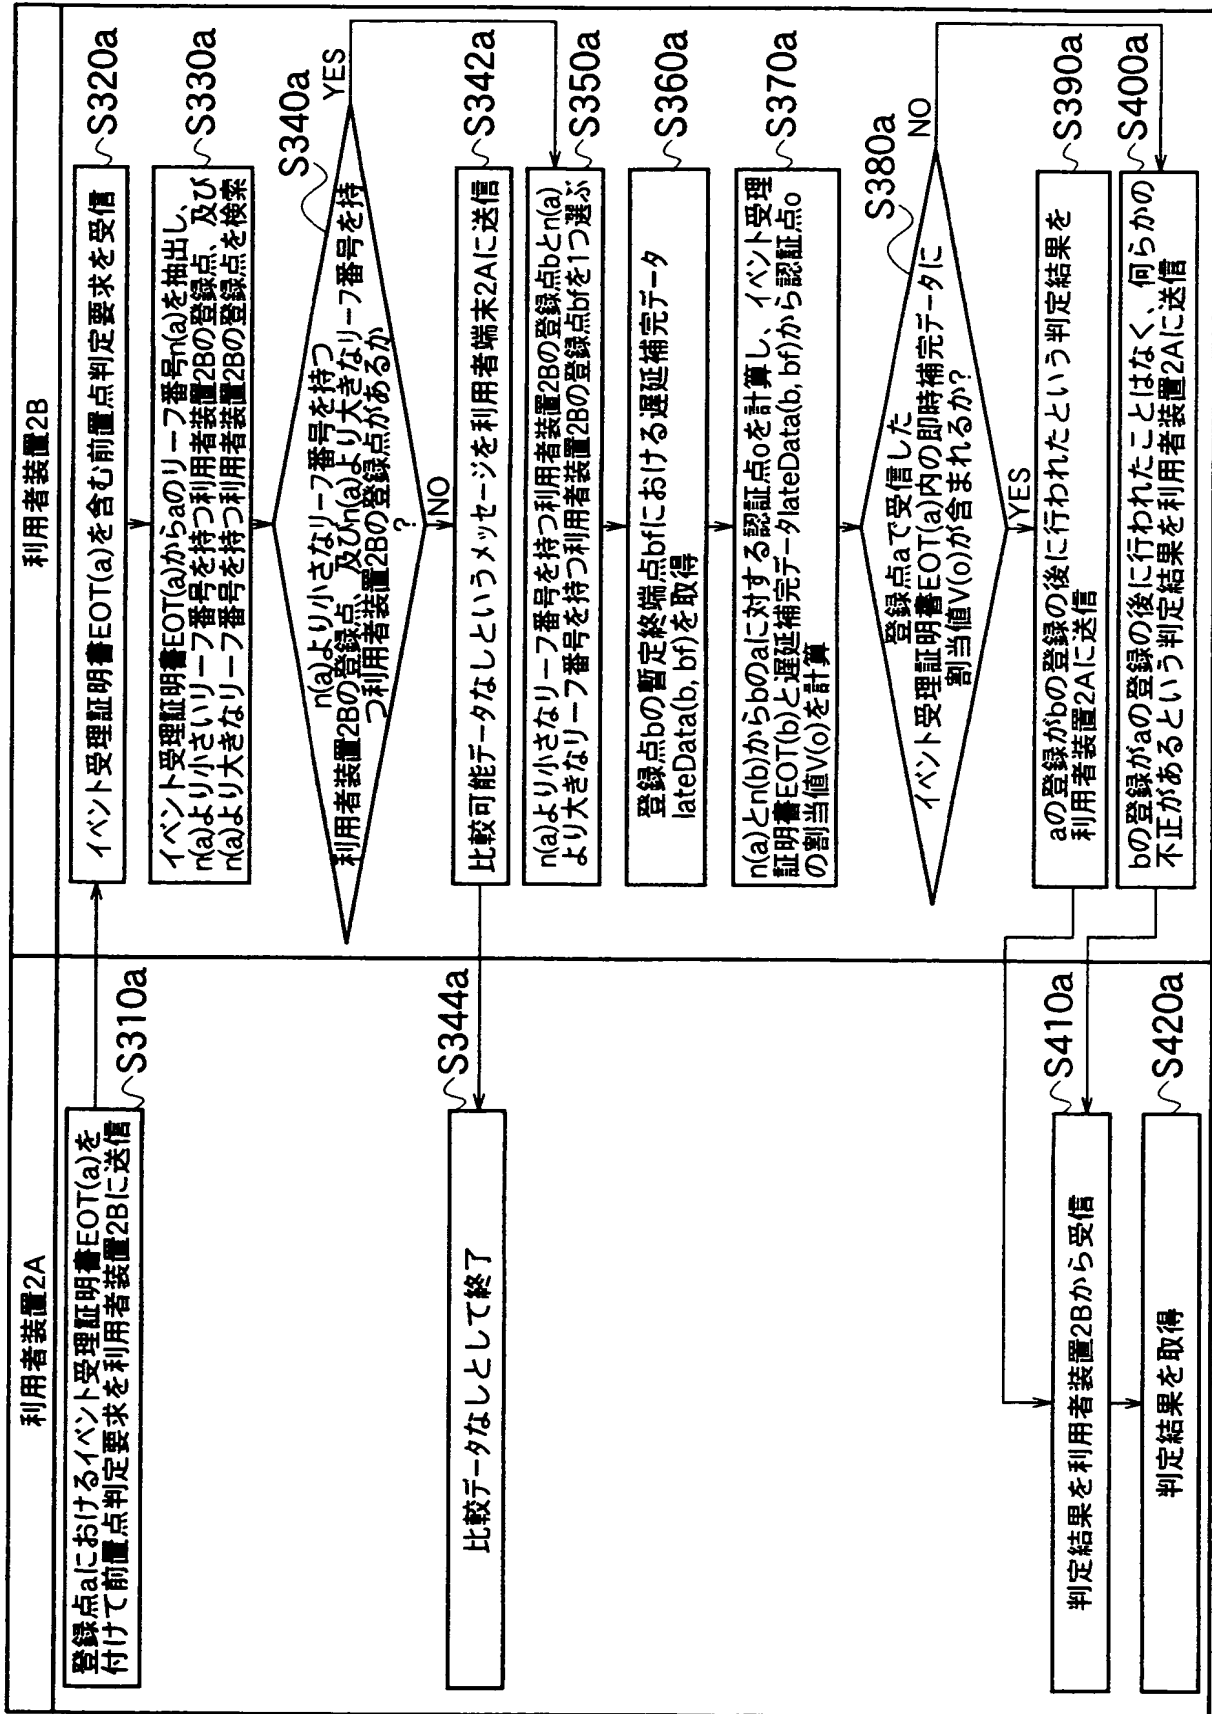 利用者装置2A
利用者装置2B
登録点aにおけるイベント受理証明書EOT(a)を
付けて前置点判定要求を利用者装置2Bに送信
S310a
イベント受理証明書EOT(a)を含む前置点判定要求を受信
S320a
イベント受理証明書EOT(a)からaのリーフ番号n(a)を抽出し、
n(a)より小さいリーフ番号を持つ利用者装置2Bの登録点、及び
n(a)より大きなリーフ番号を持つ利用者装置2Bの登録点を検索
S330a
n(a)より小さなリーフ番号を持つ
利用者装置2Bの登録点、及びn(a)より大きなリーフ番号を持
つ利用者装置2Bの登録点があるか
?
S340a
YES
NO
比較可能データなしというメッセージを利用者端末2Aに送信
S342a
比較データなしとして終了
S344a
n(a)より小さなリーフ番号を持つ利用者装置2Bの登録点bとn(a)
より大きなリーフ番号を持つ利用者装置2Bの登録点bfを1つ選ぶ
S350a
登録点bの暫定終端点bfにおける遅延補完データ
lateData(b, bf)を取得
S360a
n(a)とn(b)からbのaに対する認証点oを計算し、イベント受理
証明書EOT(b)と遅延補完データlateData(b, bf)から認証点o
の割当値V(o)を計算
S370a
登録点aで受信した
イベント受理証明書EOT(a)内の即時補完データに
割当値V(o)が含まれるか?
S380a
NO
YES
aの登録がbの登録の後に行われたという判定結果を
利用者装置2Aに送信
S390a
bの登録がaの登録の後に行われたことはなく、何らかの
不正があるという判定結果を利用者装置2Aに送信
S400a
判定結果を利用者装置2Bから受信
S410a
判定結果を取得
S420a